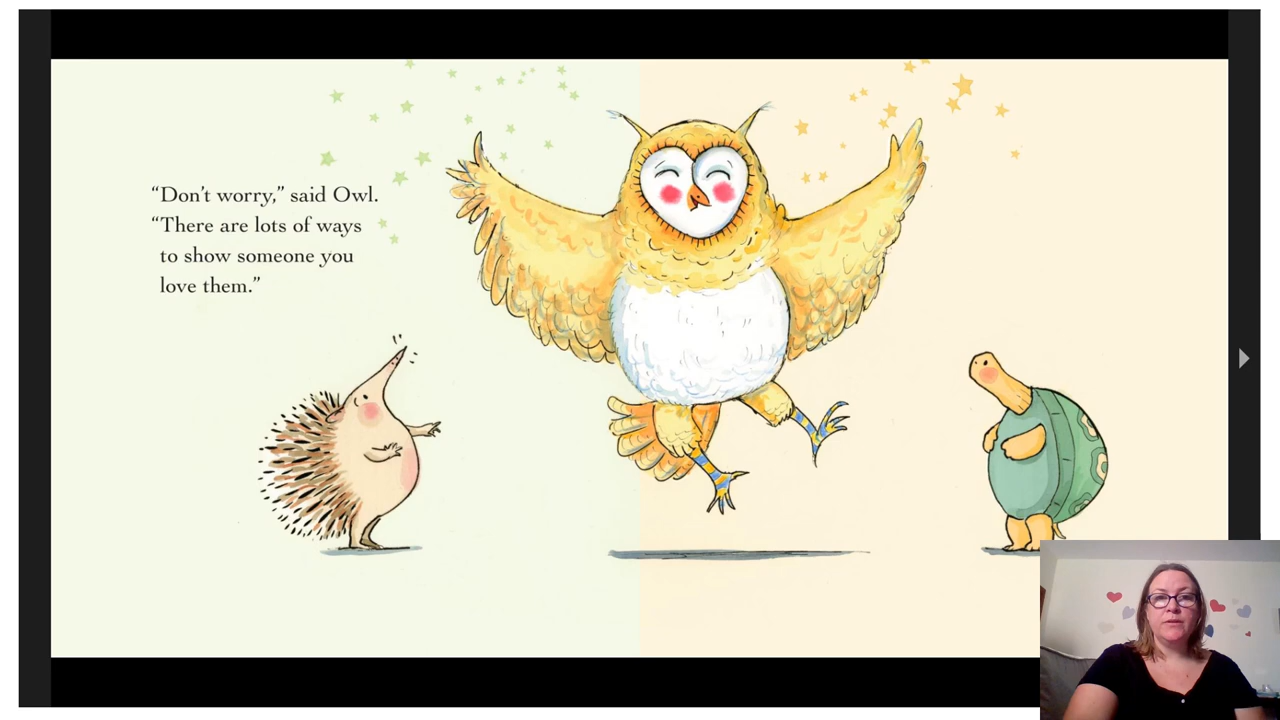 “Don’t worry,” said Owl.
“There are lots of ways
to show someone you
love them.”